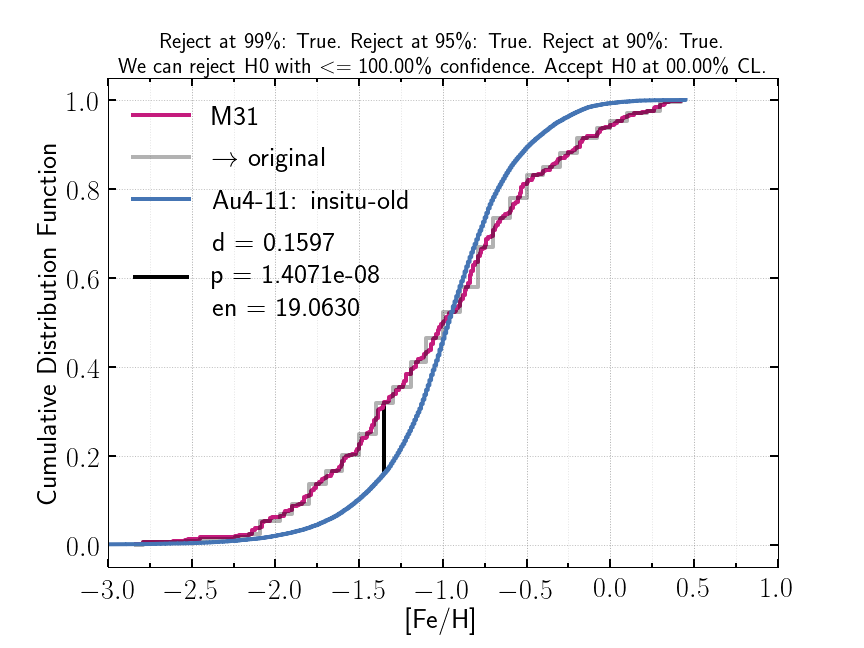 Reject at 99%: True. Reject at 95%: True. Reject at 90%: True.
We can reject H0 with <= 100.00% confidence. Accept H0 at 00.00% CL.
Cumulative Distribution Function
1.0
0.8
0.6
0.4
0.2
0.0
M31
→ original
Au4-11: insitu-old
d = 0.1597
p = 1.4071e-08
en = 19.0630
−3.0 −2.5 −2.0 −1.5 −1.0 −0.5 0.0 0.5 1.0
[Fe/H]